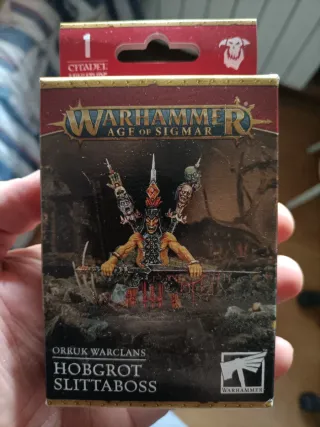 1
CITADEL
WARHAMMER
AGE OF SIGMAR
ORRUK WARCLANS
HOBGROT
SLITTABOSS
WARHAMMER